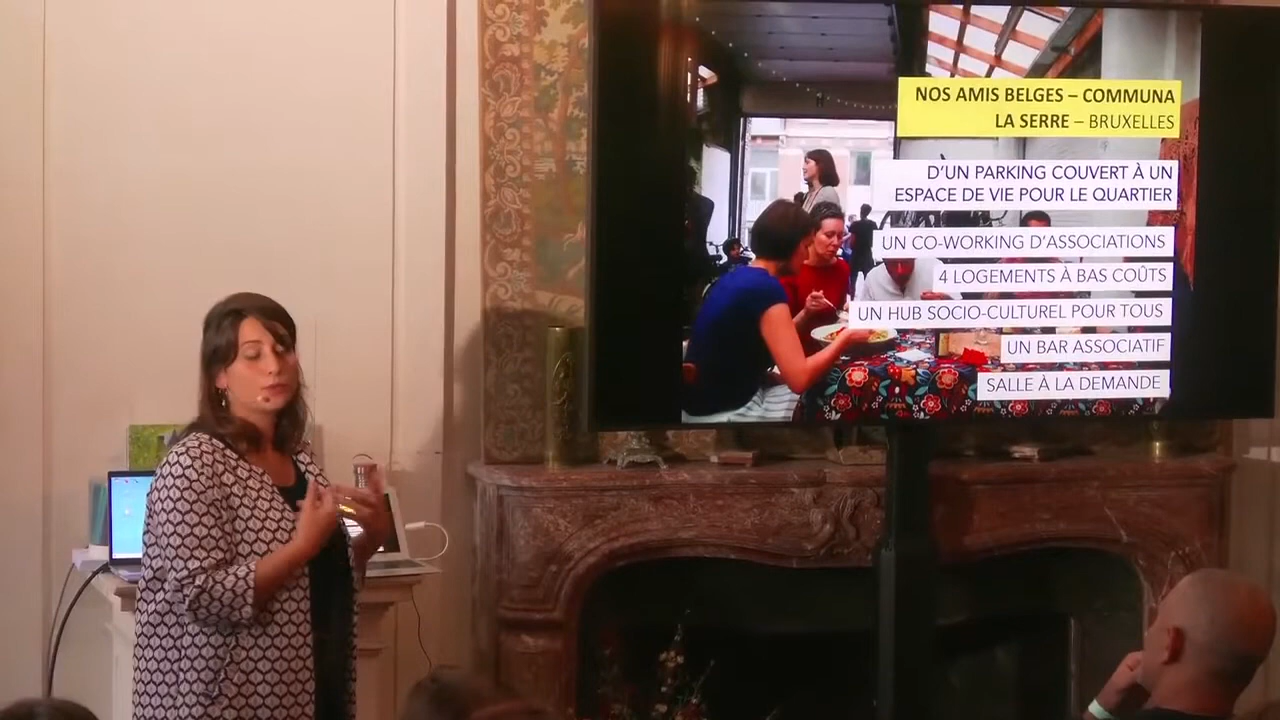 NOS AMIS BELGES – COMMUNA
LA SERRE – BRUXELLES
D'UN PARKING COUVERT À UN
ESPACE DE VIE POUR LE QUARTIER
UN CO-WORKING D'ASSOCIATIONS
4 LOGEMENTS À BAS COÛTS
UN HUB SOCIO-CULTUREL POUR TOUS
UN BAR ASSOCIATIF
SALLE À LA DEMANDE